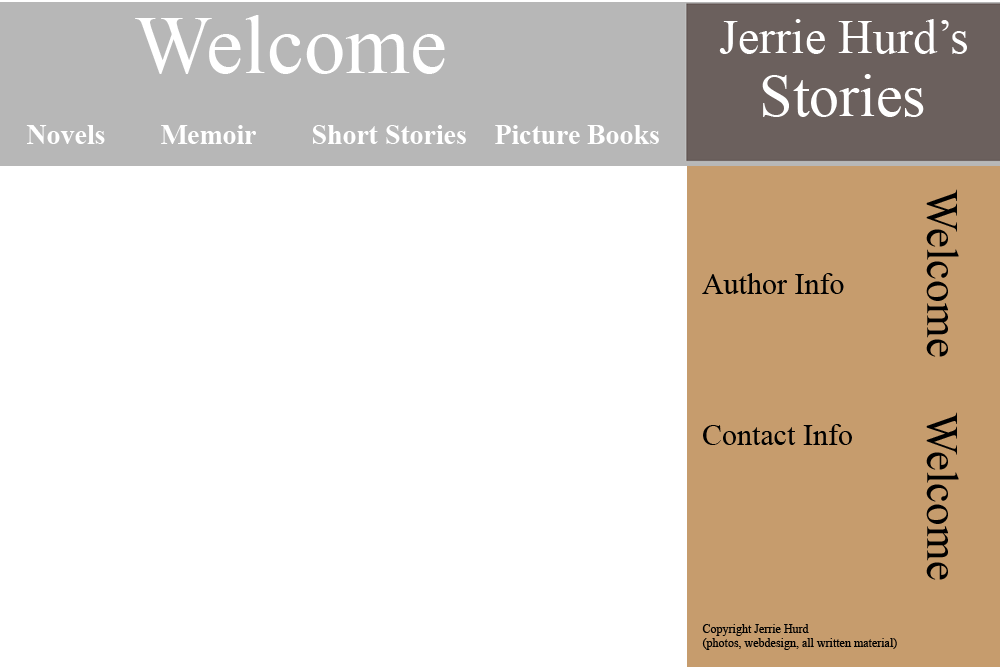 Welcome
Novels Memoir Short Stories Picture Books
Jerrie Hurd’s
Stories
Welcome
Author Info
Contact Info
Welcome
Copyright Jerrie Hurd
(photos, webdesign, all written material)